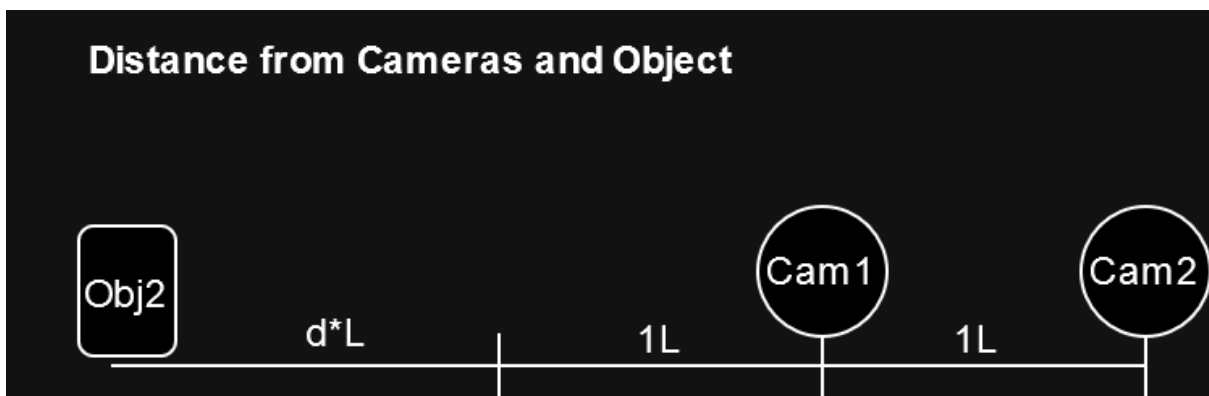 Distance from Cameras and Object
Cam1
Cam2
Obj2
d*L
1L
1L